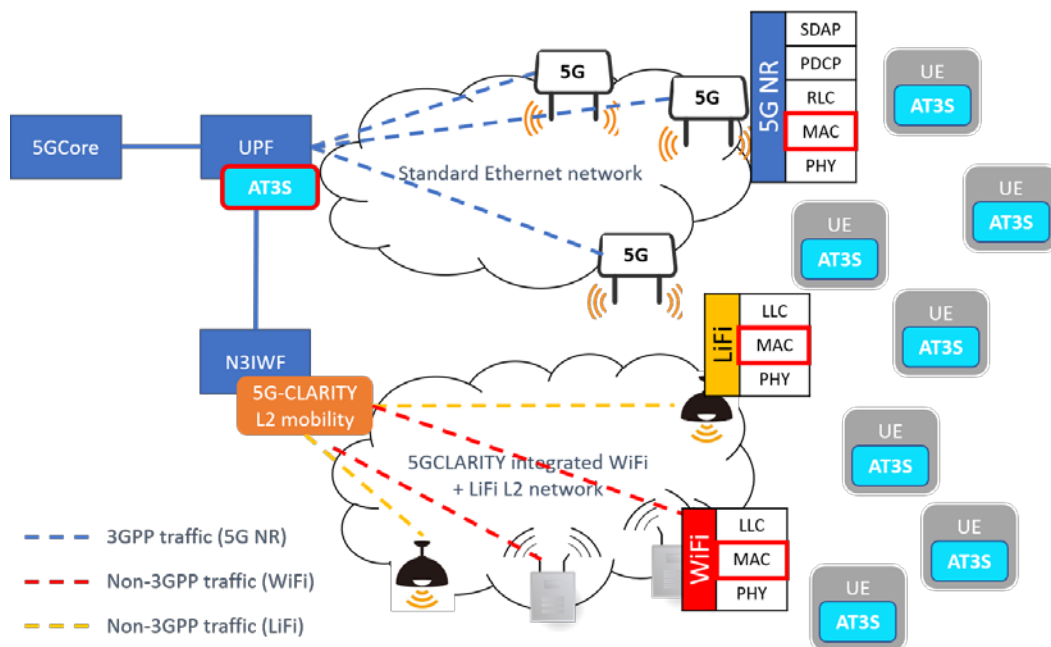 5GCore
UPF
AT3S
N3IWF
5G-CLARITY
L2 mobility
5G
5G
5G
Standard Ethernet network
5G NR
SDAP
PDCP
RLC
MAC
PHY
LiFi
LLC
MAC
PHY
5GCLARITY integrated WiFi
+ LiFi L2 network
WiFi
LLC
MAC
PHY
UE
AT3S
UE
AT3S
UE
AT3S
UE
AT3S
UE
AT3S
UE
AT3S
UE
AT3S
3GPP traffic (5G NR)
Non-3GPP traffic (WiFi)
Non-3GPP traffic (LiFi)